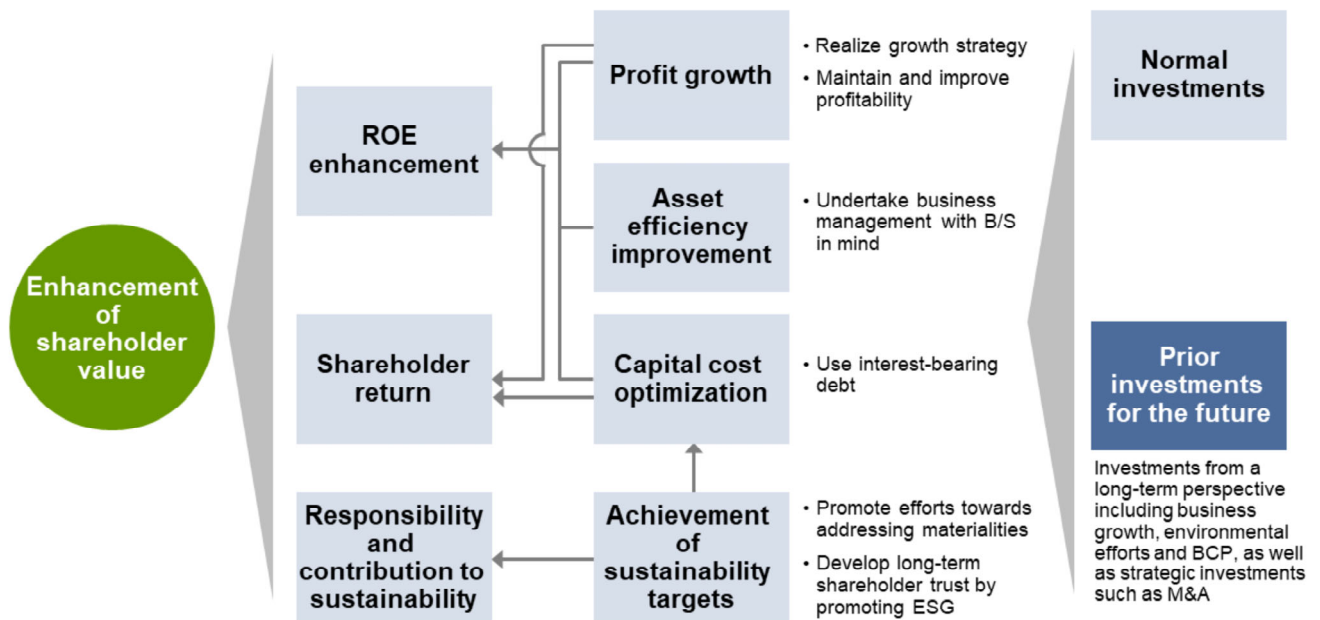 Enhancement
of
shareholder
value
ROE
enhancement
Shareholder
return
Responsibility
and
contribution to
sustainability
Profit growth
Asset
efficiency
improvement
Capital cost
optimization
Achievement
of
sustainability
targets
• Realize growth strategy
• Maintain and improve
profitability
• Undertake business
management with B/S
in mind
• Use interest-bearing
debt
• Promote efforts towards
addressing materialities
• Develop long-term
shareholder trust by
promoting ESG
Normal
investments
Prior
investments
for the future
Investments from a
long-term perspective
including business
growth, environmental
efforts and BCP, as well
as strategic investments
such as M&A